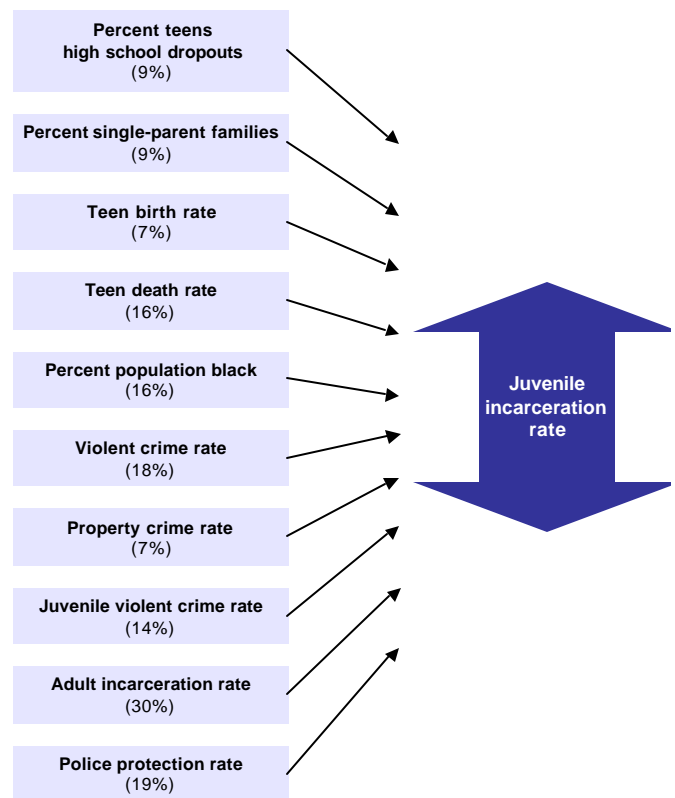 Percent teens
high school dropouts
(9%)
Percent single-parent families
(9%)
Teen birth rate
(7%)
Teen death rate
(16%)
Percent population black
(16%)
Violent crime rate
(18%)
Property crime rate
(7%)
Juvenile violent crime rate
(14%)
Adult incarceration rate
(30%)
Police protection rate
(19%)
Juvenile
incarceration
rate